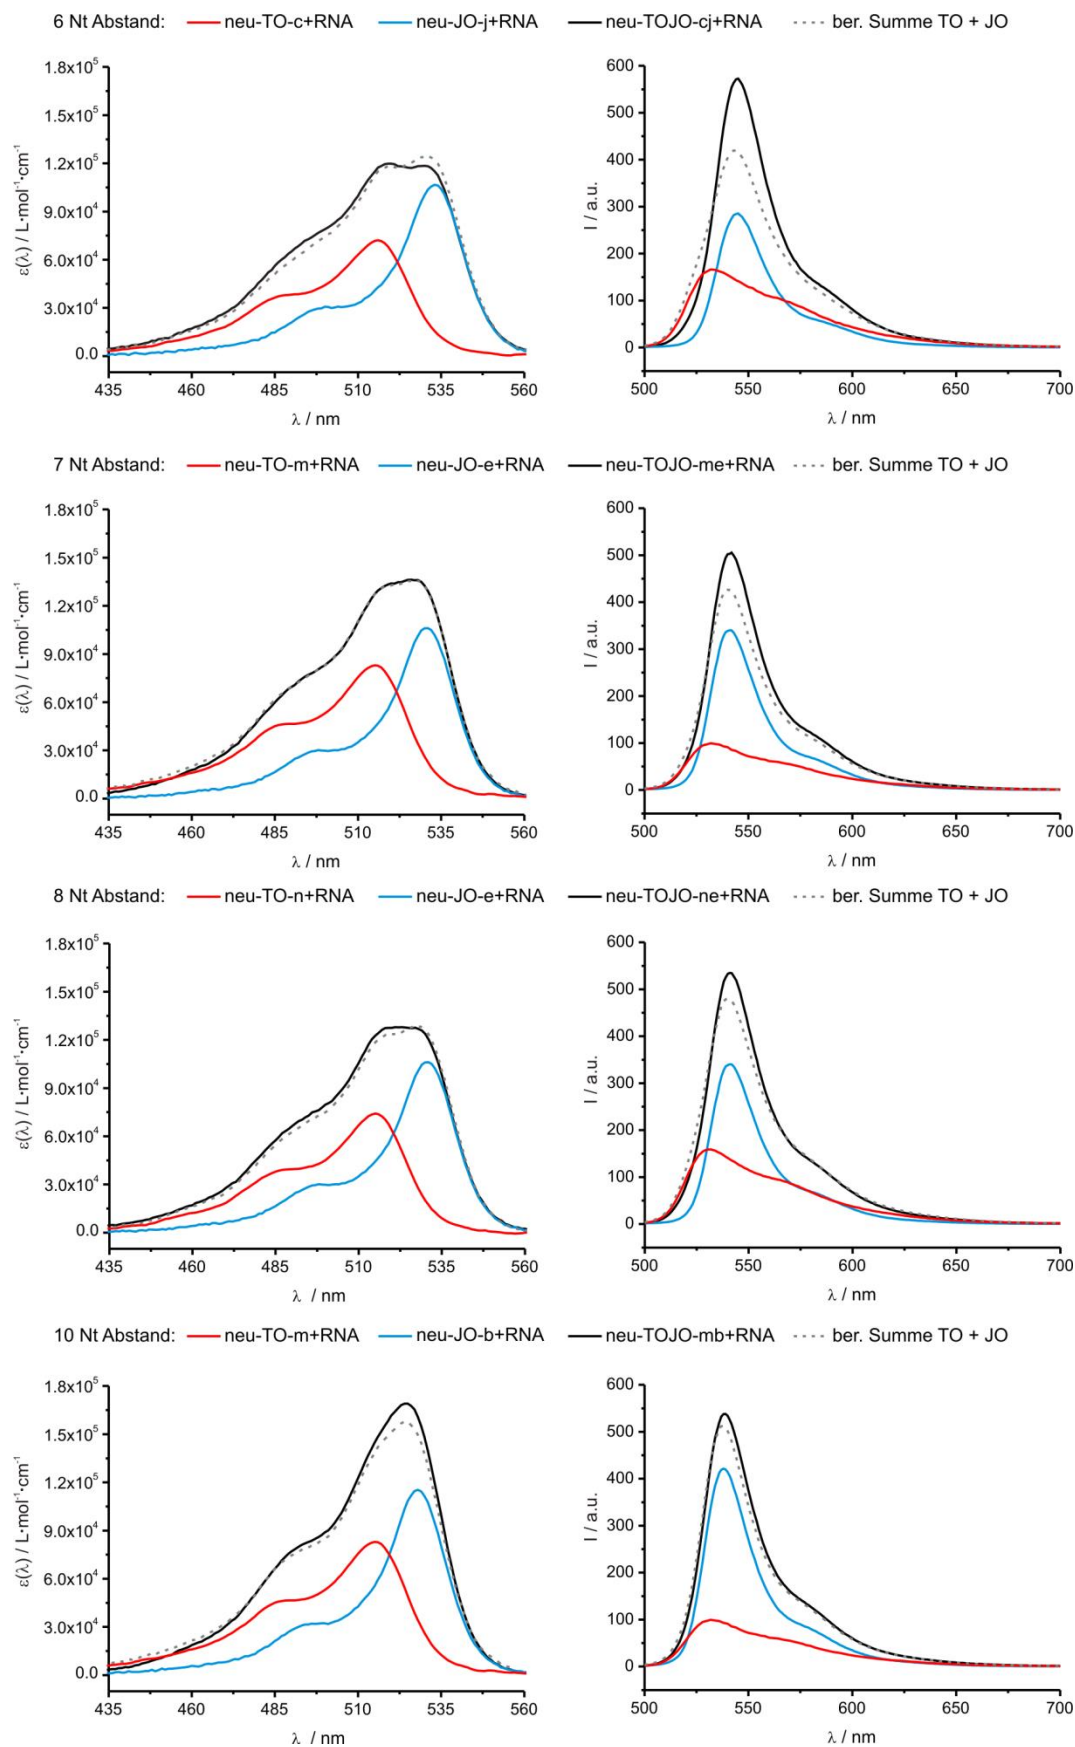 6 Nt Abstand: neu-TO-c+RNA neu-JO-j+RNA neu-TOJO-cj+RNA ber. Summe TO + JO
1.8x10⁵
1.5x10⁵
1.2x10⁵
9.0x10⁴
6.0x10⁴
3.0x10⁴
0.0
ε(λ) / L·mol⁻¹·cm⁻¹
435 460 485 510 535 560
λ / nm
600
500
400
300
200
100
0
I / a.u.
500 550 600 650 700
λ / nm
7 Nt Abstand: neu-TO-m+RNA neu-JO-e+RNA neu-TOJO-me+RNA ber. Summe TO + JO
1.8x10⁵
1.5x10⁵
1.2x10⁵
9.0x10⁴
6.0x10⁴
3.0x10⁴
0.0
ε(λ) / L·mol⁻¹·cm⁻¹
435 460 485 510 535 560
λ / nm
600
500
400
300
200
100
0
I / a.u.
500 550 600 650 700
λ / nm
8 Nt Abstand: neu-TO-n+RNA neu-JO-e+RNA neu-TOJO-ne+RNA ber. Summe TO + JO
1.8x10⁵
1.5x10⁵
1.2x10⁵
9.0x10⁴
6.0x10⁴
3.0x10⁴
0.0
ε(λ) / L·mol⁻¹·cm⁻¹
435 460 485 510 535 560
λ / nm
600
500
400
300
200
100
0
I / a.u.
500 550 600 650 700
λ / nm
10 Nt Abstand: neu-TO-m+RNA neu-JO-b+RNA neu-TOJO-mb+RNA ber. Summe TO + JO
1.8x10⁵
1.5x10⁵
1.2x10⁵
9.0x10⁴
6.0x10⁴
3.0x10⁴
0.0
ε(λ) / L·mol⁻¹·cm⁻¹
435 460 485 510 535 560
λ / nm
600
500
400
300
200
100
0
I / a.u.
500 550 600 650 700
λ / nm